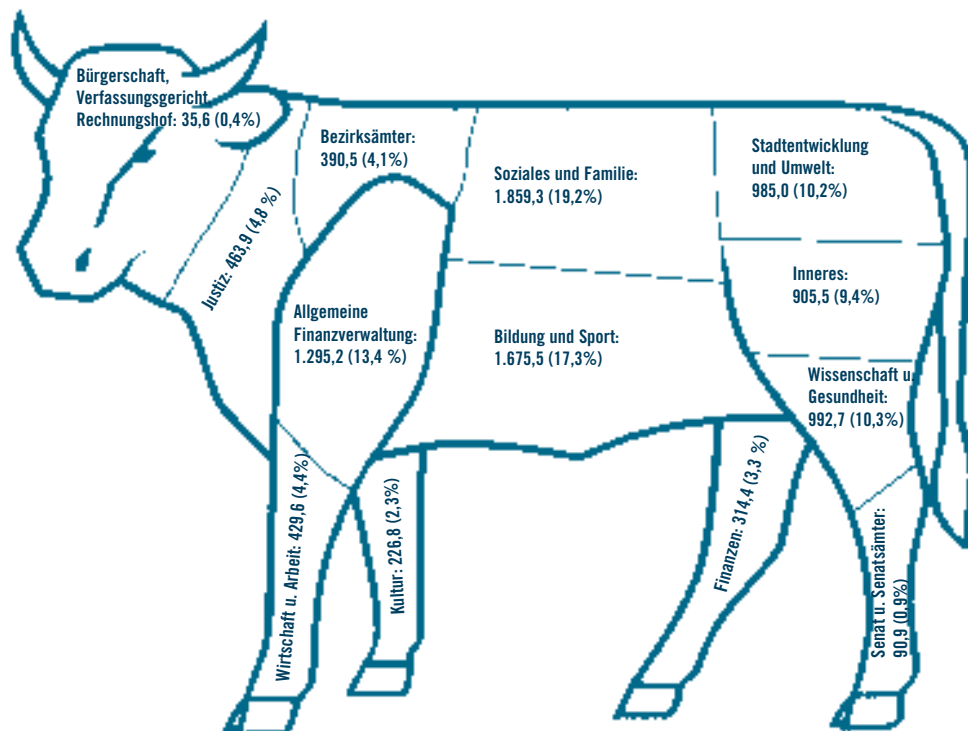 Bürgerschaft,
Verfassungsgericht
Rechnungshof: 35,6 (0,4%)
Justiz: 463,9 (4,8 %)
Bezirksämter:
390,5 (4,1%)
Soziales und Familie:
1.859,3 (19,2%)
Stadtentwicklung
und Umwelt:
985,0 (10,2%)
Inneres:
905,5 (9,4%)
Allgemeine
Finanzverwaltung:
1.295,2 (13,4 %)
Bildung und Sport:
1.675,5 (17,3%)
Wissenschaft u.
Gesundheit:
992,7 (10,3%)
Wirtschaft u. Arbeit: 429,6 (4,4%)
Kultur: 226,8 (2,3%)
Finanzen: 314,4 (3,3 %)
Senat u. Senatsämter:
90,9 (0,9%)